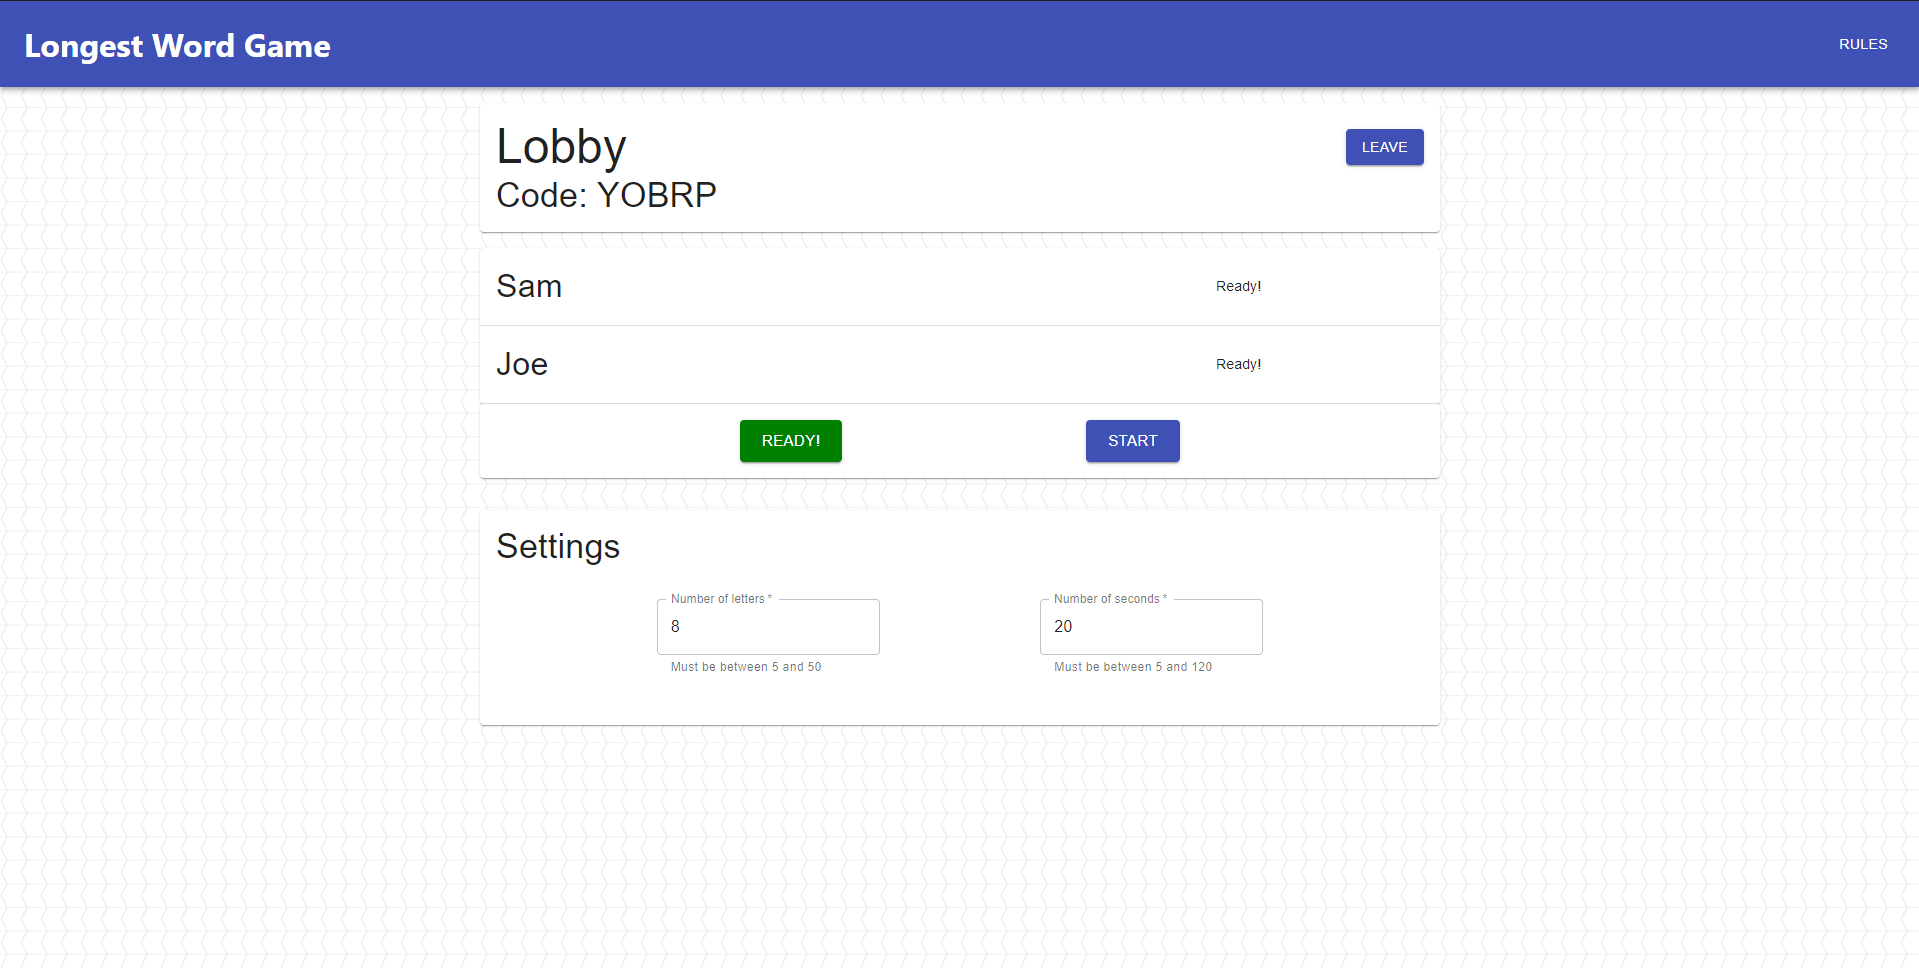 Longest Word Game
RULES
Lobby
LEAVE
Code: YOBRP
Sam
Ready!
Joe
Ready!
READY!
START
Settings
Number of letters *
Number of seconds *
8
20
Must be between 5 and 50
Must be between 5 and 120